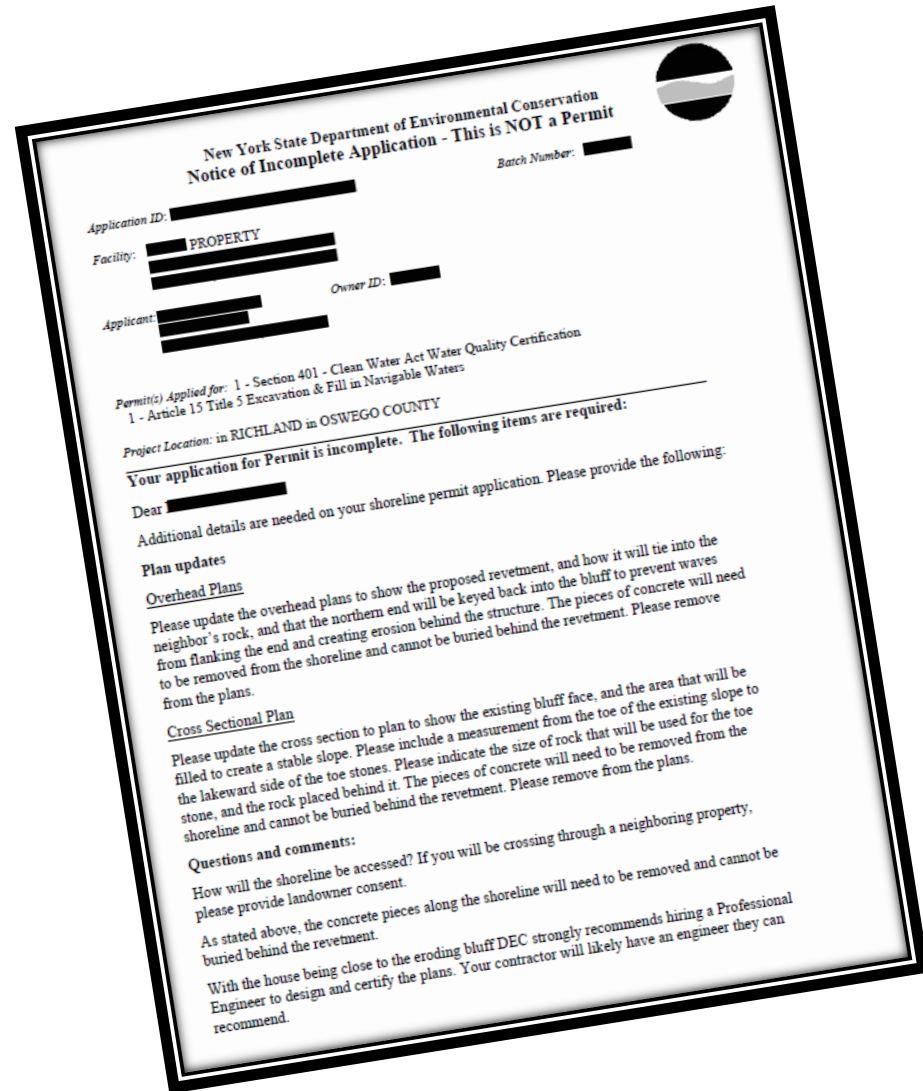 New York State Department of Environmental Conservation
Notice of Incomplete Application - This is NOT a Permit
Application ID:
Batch Number:
Facility: PROPERTY
Applicant:
Owner ID:
Permit(s) Applied for: 1 - Section 401 - Clean Water Act Water Quality Certification
1 - Article 15 Title 5 Excavation & Fill in Navigable Waters
Project Location: in RICHLAND in OSWEGO COUNTY
Your application for Permit is incomplete. The following items are required:
Dear
Additional details are needed on your shoreline permit application. Please provide the following:
Plan updates
Overhead Plans
Please update the overhead plans to show the proposed revetment, and how it will tie into the
neighbor's rock, and that the northern end will be keyed back into the bluff to prevent waves
from flanking the end and creating erosion behind the structure. The pieces of concrete will need
to be removed from the shoreline and cannot be buried behind the revetment. Please remove
from the plans.
Cross Sectional Plan
Please update the cross section to plan to show the existing bluff face, and the area that will be
filled to create a stable slope. Please include a measurement from the toe of the existing slope to
the lakeward side of the toe stones. Please indicate the size of rock that will be used for the toe
stone, and the rock placed behind it. The pieces of concrete will need to be removed from the
shoreline and cannot be buried behind the revetment. Please remove from the plans.
Questions and comments:
How will the shoreline be accessed? If you will be crossing through a neighboring property,
please provide landowner consent.
As stated above, the concrete pieces along the shoreline will need to be removed and cannot be
buried behind the revetment.
With the house being close to the eroding bluff DEC strongly recommends hiring a Professional
Engineer to design and certify the plans. Your contractor will likely have an engineer they can
recommend.